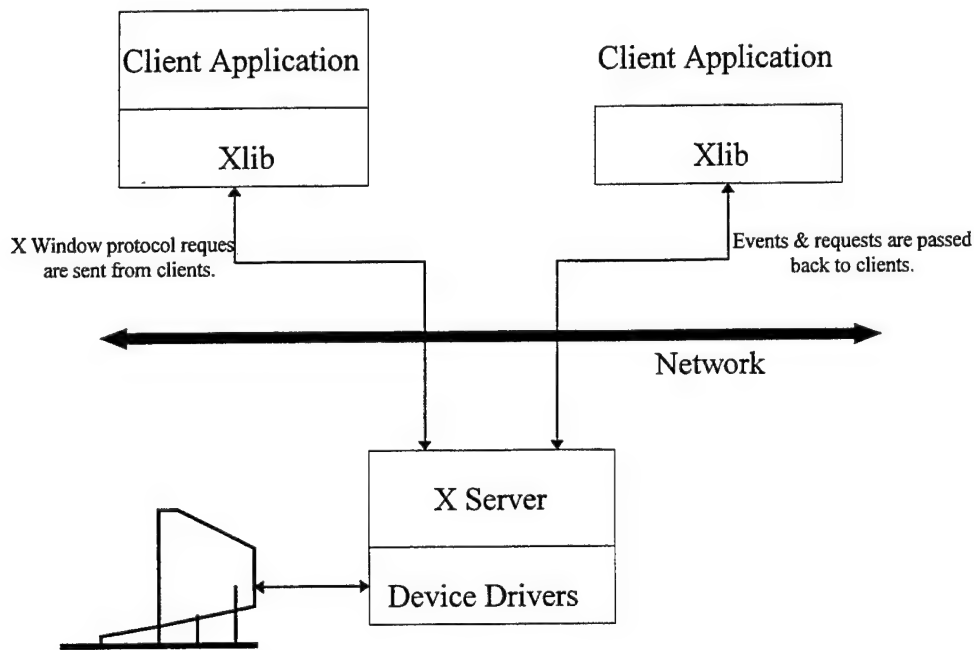 Client Application
Xlib
Client Application
Xlib
X Window protocol reques
are sent from clients.
Events & requests are passed
back to clients.
Network
X Server
Device Drivers